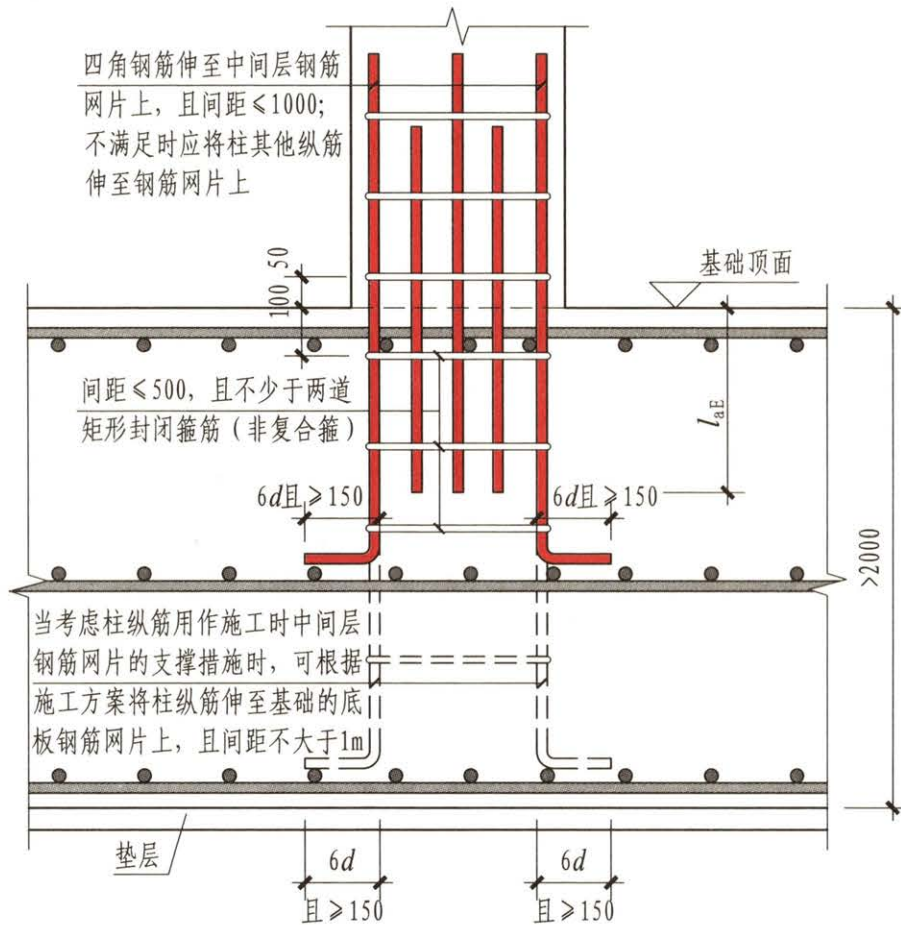 四角钢筋伸至中间层钢筋
网片上，且间距≤1000；
不满足时应将柱其他纵筋
伸至钢筋网片上
50
100
基础顶面
间距≤500，且不少于两道
矩形封闭箍筋（非复合箍）
laE
6d且≥150
6d且≥150
>2000
当考虑柱纵筋用作施工时中间层
钢筋网片的支撑措施时，可根据
施工方案将柱纵筋伸至基础的底
板钢筋网片上，且间距不大于1m
垫层
6d
且≥150
6d
且≥150